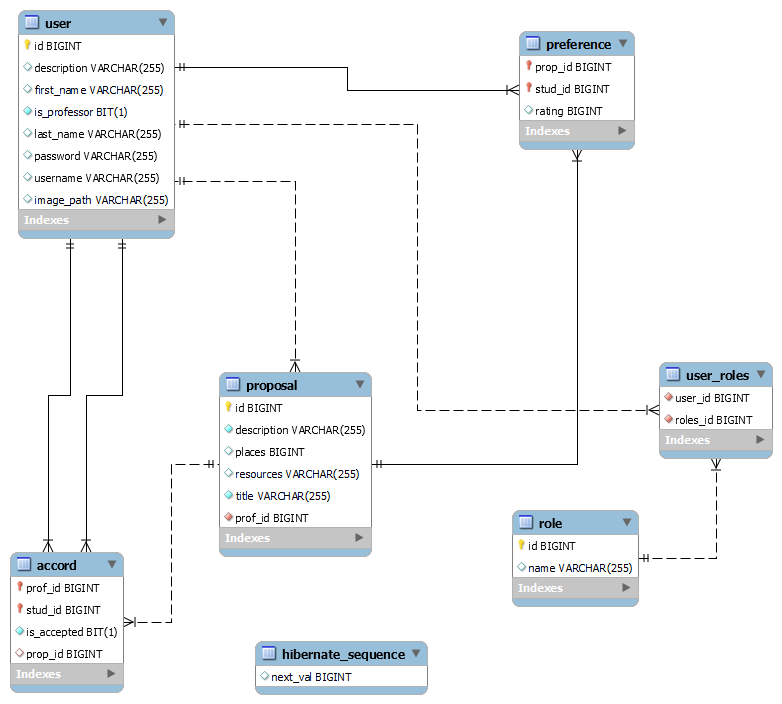 user
id BIGINT
description VARCHAR(255)
first_name VARCHAR(255)
is_professor BIT(1)
last_name VARCHAR(255)
password VARCHAR(255)
username VARCHAR(255)
image_path VARCHAR(255)
Indexes
preference
prop_id BIGINT
stud_id BIGINT
rating BIGINT
Indexes
proposal
id BIGINT
description VARCHAR(255)
places BIGINT
resources VARCHAR(255)
title VARCHAR(255)
prof_id BIGINT
Indexes
user_roles
user_id BIGINT
roles_id BIGINT
Indexes
role
id BIGINT
name VARCHAR(255)
Indexes
accord
prof_id BIGINT
stud_id BIGINT
is_accepted BIT(1)
prop_id BIGINT
Indexes
hibernate_sequence
next_val BIGINT